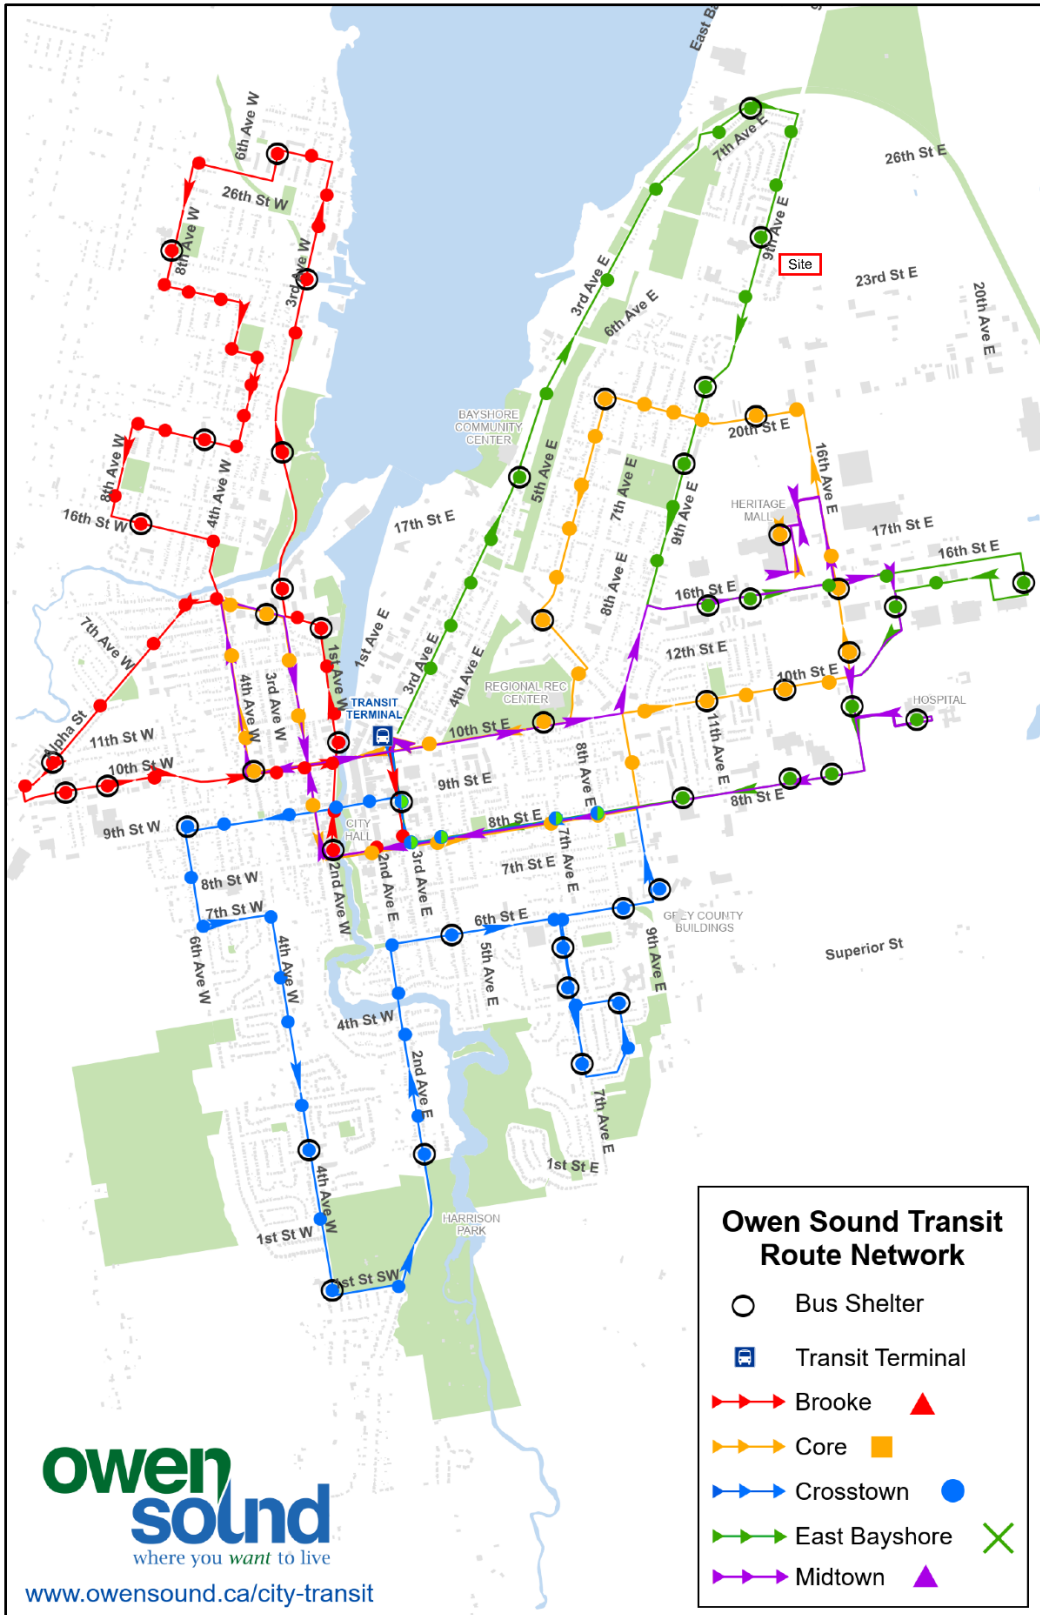 East Ba
6th Ave W
7th Ave E
26th St E
26th St W
8th Ave W
9th Ave E
Site
3rd Ave W
3rd Ave E
23rd St E
20th Ave E
6th Ave E
BAYSHORE
COMMUNITY
CENTER
20th St E
8th Ave W
4th Ave W
5th Ave E
7th Ave E
9th Ave E
16th Ave E
HERITAGE
MALL
16th St W
17th St E
17th St E
16th St E
8th Ave E
16th St E
7th Ave W
1st Ave E
3rd Ave E
12th St E
4th Ave E
1st Ave W
3rd Ave W
4th Ave W
REGIONAL REC
CENTER
10th St E
HOSPITAL
TRANSIT
TERMINAL
Alpha St
11th St W
10th St W
10th St E
11th Ave E
8th Ave E
9th St E
8th St E
9th St W
CITY
HALL
8th St E
7th Ave E
7th St E
2nd Ave W
2nd Ave E
3rd Ave E
8th St W
7th St W
6th St E
GREY COUNTY
BUILDINGS
6th Ave W
4th Ave W
5th Ave E
9th Ave E
Superior St
4th St W
2nd Ave E
7th Ave E
1st St E
4th Ave W
HARRISON
PARK
1st St W
1st St SW
Owen Sound Transit
Route Network
Bus Shelter
Transit Terminal
Brooke
Core
Crosstown
East Bayshore
Midtown
owen
sound
where you want to live
www.owensound.ca/city-transit